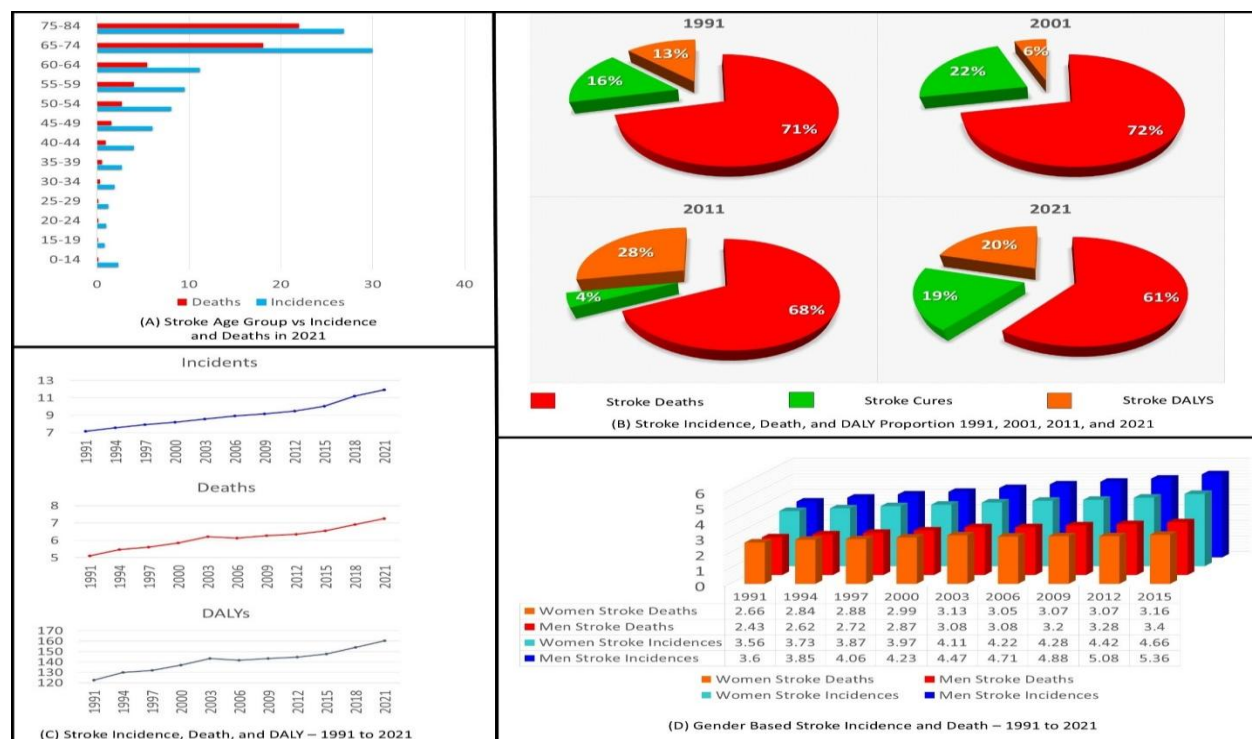 75-84
65-74
60-64
55-59
50-54
45-49
40-44
35-39
30-34
25-29
20-24
15-19
0-14
0 10 20 30 40
Deaths Incidences
(A) Stroke Age Group vs Incidence
and Deaths in 2021
1991
13%
16%
71%
2001
6%
22%
72%
2011
28%
4%
68%
2021
20%
19%
61%
Stroke Deaths Stroke Cures Stroke DALYS
(B) Stroke Incidence, Death, and DALY Proportion 1991, 2001, 2011, and 2021
Incidents
13
11
9
7
1991 1994 1997 2000 2003 2006 2009 2012 2015 2018 2021
Deaths
8
7
6
5
1991 1994 1997 2000 2003 2006 2009 2012 2015 2018 2021
DALYs
170
160
150
140
130
120
1991 1994 1997 2000 2003 2006 2009 2012 2015 2018 2021
(C) Stroke Incidence, Death, and DALY – 1991 to 2021
6
5
4
3
2
1
0
1991 1994 1997 2000 2003 2006 2009 2012 2015
Women Stroke Deaths 2.66 2.84 2.88 2.99 3.13 3.05 3.07 3.07 3.16
Men Stroke Deaths 2.43 2.62 2.72 2.87 3.08 3.08 3.2 3.28 3.4
Women Stroke Incidences 3.56 3.73 3.87 3.97 4.11 4.22 4.28 4.42 4.66
Men Stroke Incidences 3.6 3.85 4.06 4.23 4.47 4.71 4.88 5.08 5.36
Women Stroke Deaths Men Stroke Deaths
Women Stroke Incidences Men Stroke Incidences
(D) Gender Based Stroke Incidence and Death – 1991 to 2021